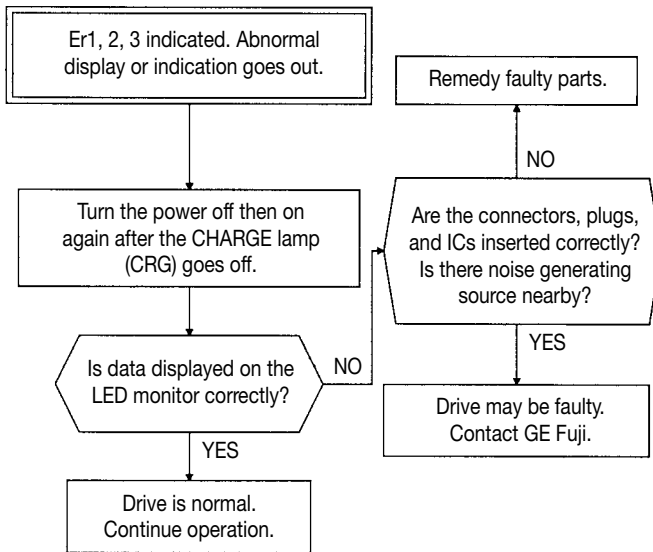 Er1, 2, 3 indicated. Abnormal
display or indication goes out.
Turn the power off then on
again after the CHARGE lamp
(CRG) goes off.
Is data displayed on the
LED monitor correctly?
NO
YES
Drive is normal.
Continue operation.
Remedy faulty parts.
NO
Are the connectors, plugs,
and ICs inserted correctly?
Is there noise generating
source nearby?
YES
Drive may be faulty.
Contact GE Fuji.